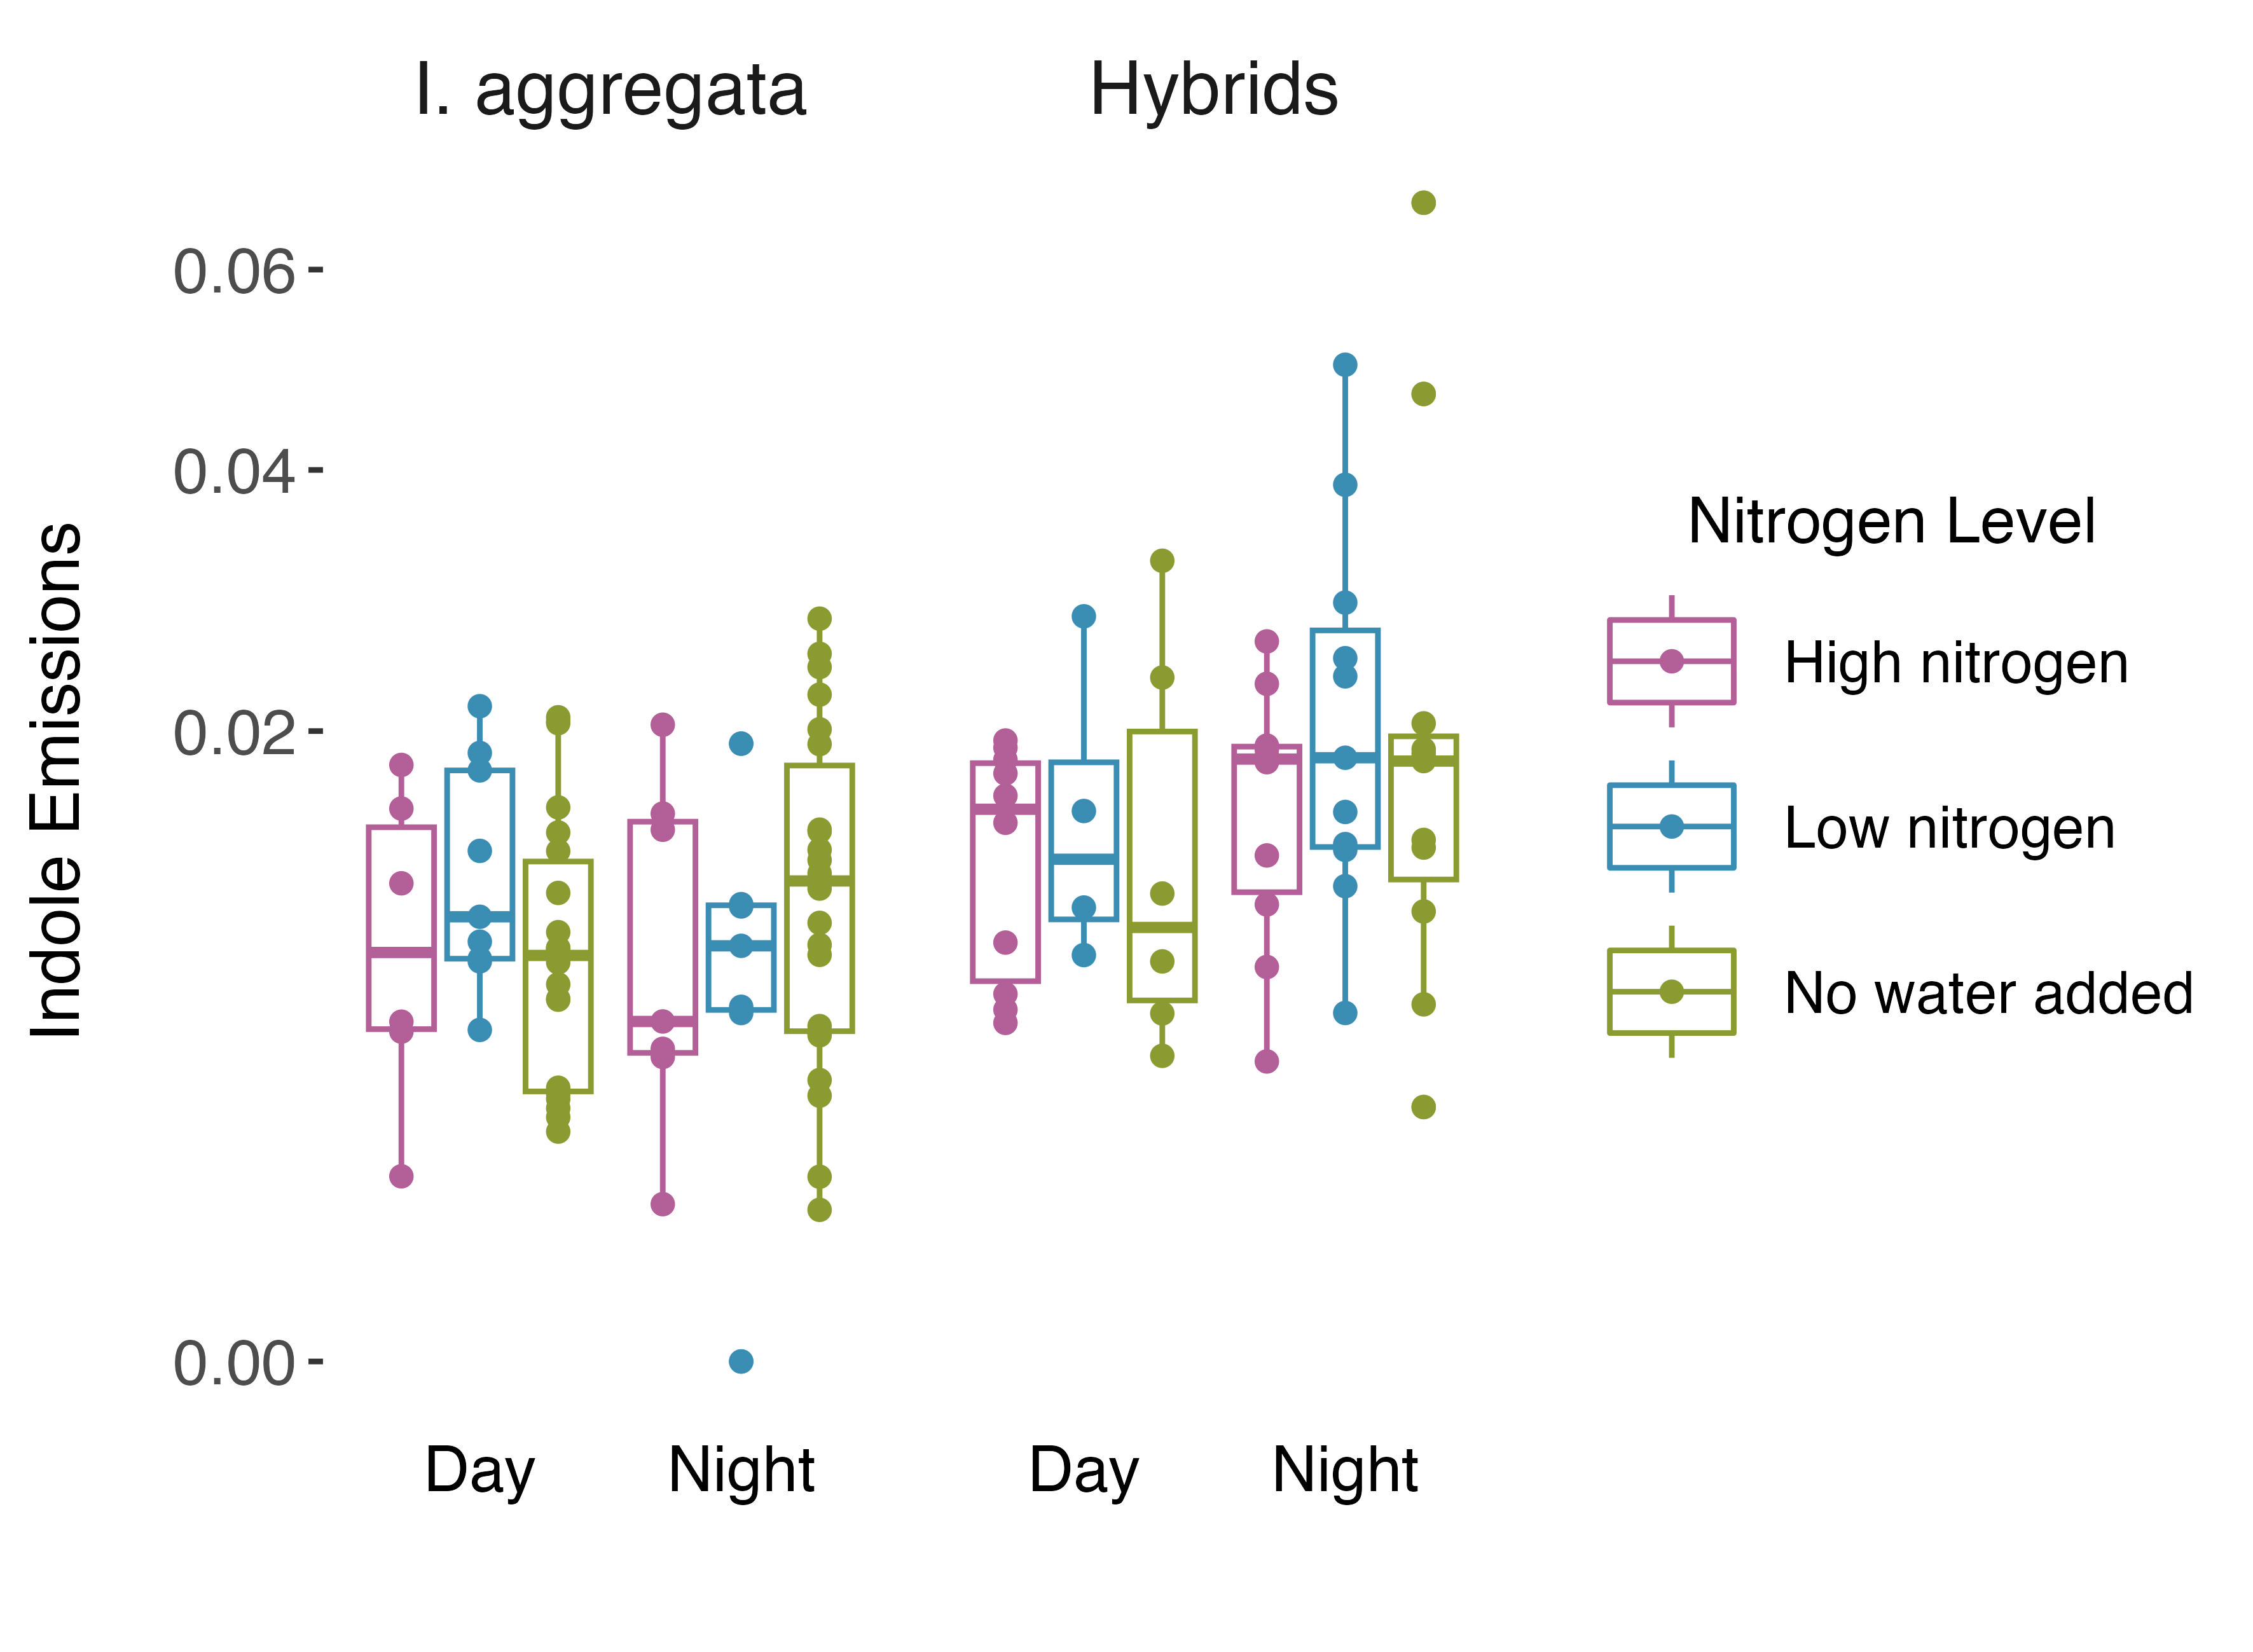 I. aggregata
Hybrids
0.06
0.04
0.02
0.00
Indole Emissions
Day
Night
Day
Night
Nitrogen Level
High nitrogen
Low nitrogen
No water added